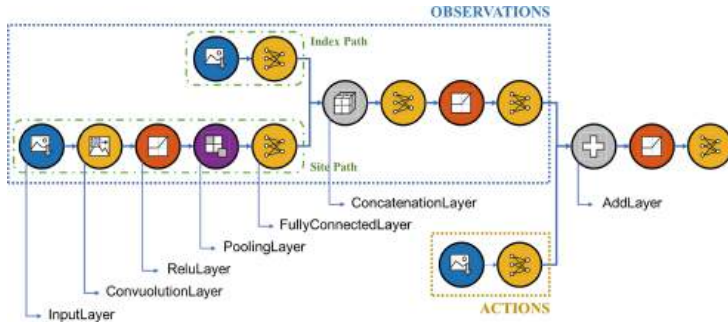 OBSERVATIONS
Index Path
Site Path
ConcatenationLayer
AddLayer
FullyConnectedLayer
PoolingLayer
ReluLayer
ConvuolutionLayer
InputLayer
ACTIONS